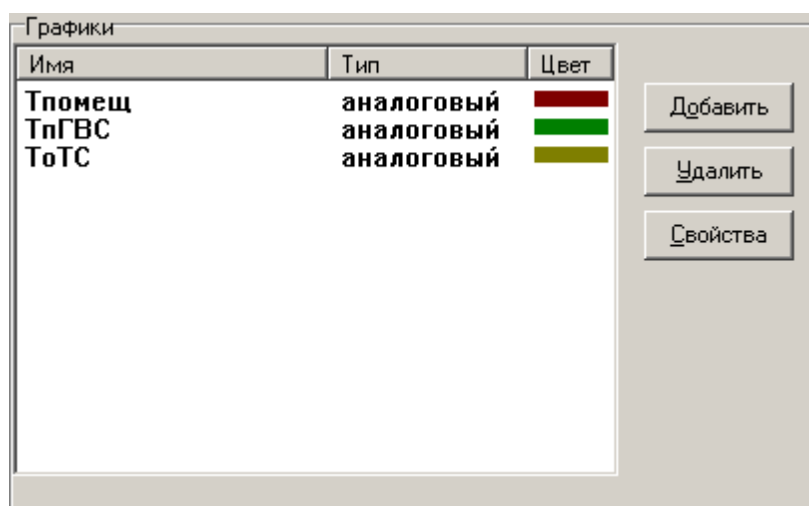 Графики
Имя Тип Цвет
Тпомещ аналоговый
ТпГВС аналоговый
ТоТС аналоговый
Добавить
Удалить
Свойства